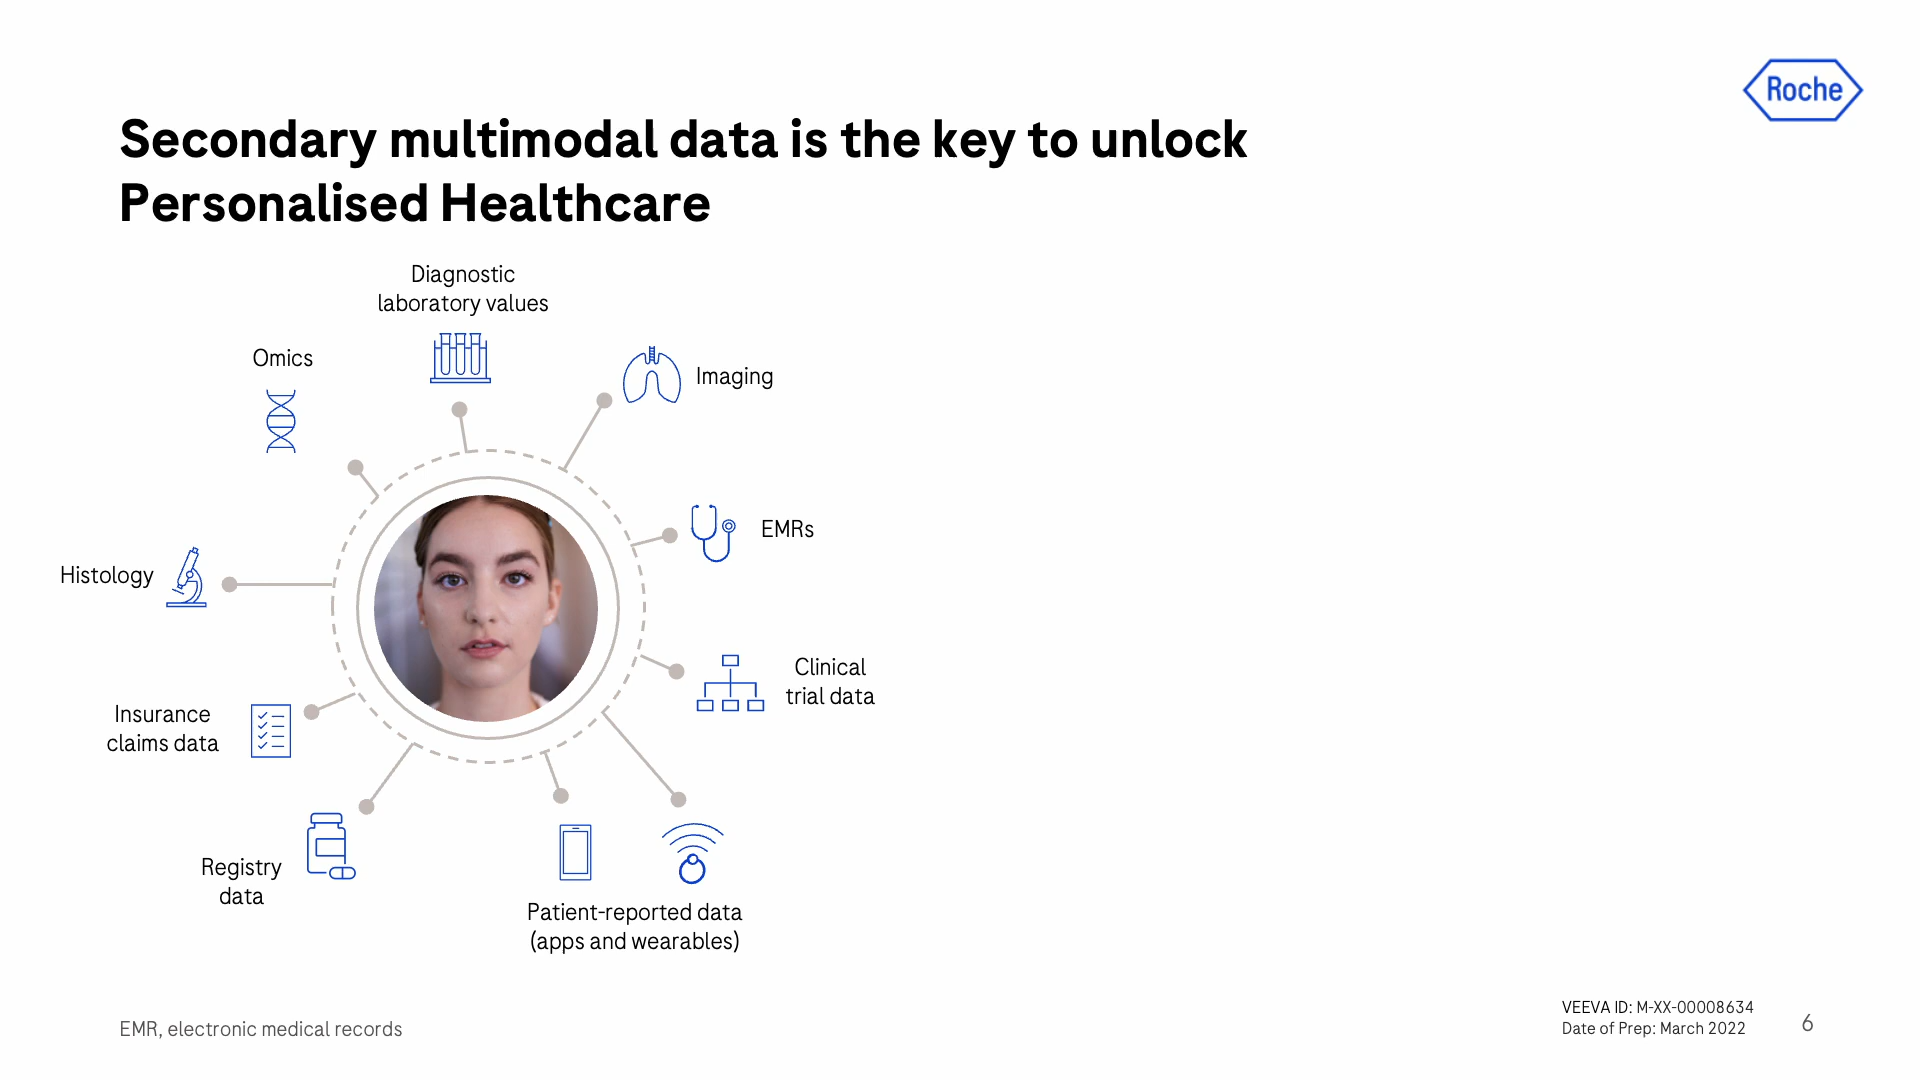 Roche
Secondary multimodal data is the key to unlock
Personalised Healthcare
Diagnostic
laboratory values
Omics
Imaging
EMRs
Histology
Clinical
trial data
Insurance
claims data
Registry
data
Patient-reported data
(apps and wearables)
EMR, electronic medical records
VEEVA ID: M-XX-00008634
Date of Prep: March 2022
6